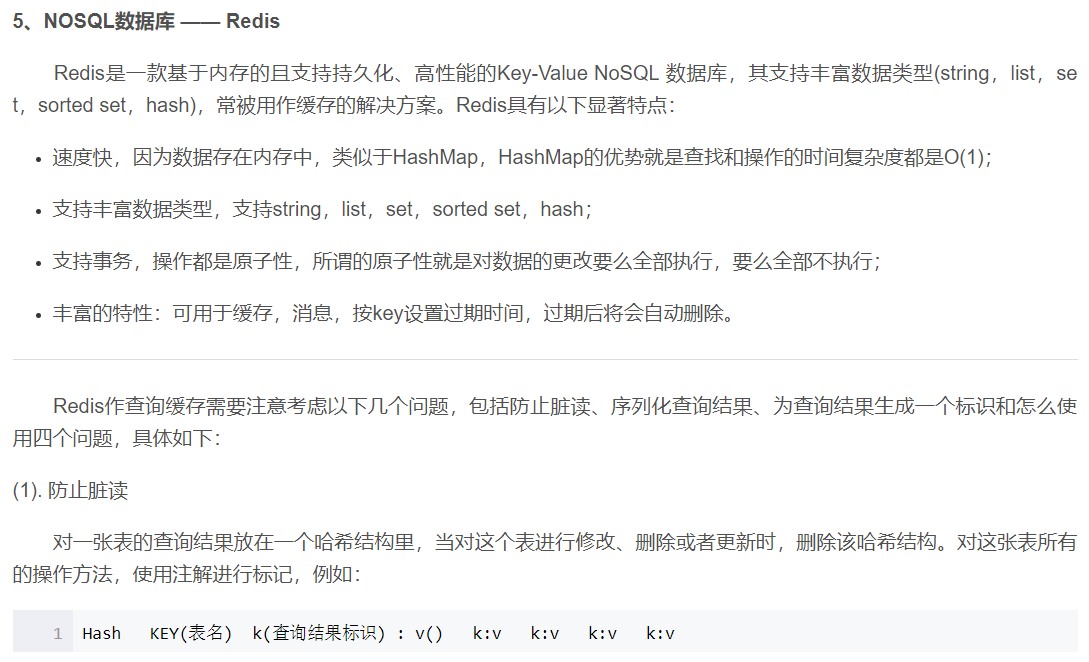 5、NOSQL数据库 —— Redis
Redis是一款基于内存的且支持持久化、高性能的Key-Value NoSQL 数据库，其支持丰富数据类型(string，list，se
t，sorted set，hash)，常被用作缓存的解决方案。Redis具有以下显著特点：
• 速度快，因为数据存在内存中，类似于HashMap，HashMap的优势就是查找和操作的时间复杂度都是O(1)；
• 支持丰富数据类型，支持string，list，set，sorted set，hash；
• 支持事务，操作都是原子性，所谓的原子性就是对数据的更改要么全部执行，要么全部不执行；
• 丰富的特性：可用于缓存，消息，按key设置过期时间，过期后将会自动删除。
Redis作查询缓存需要注意考虑以下几个问题，包括防止脏读、序列化查询结果、为查询结果生成一个标识和怎么使
用四个问题，具体如下：
(1). 防止脏读
对一张表的查询结果放在一个哈希结构里，当对这个表进行修改、删除或者更新时，删除该哈希结构。对这张表所有
的操作方法，使用注解进行标记，例如：
1 Hash KEY(表名) k(查询结果标识) : v() k:v k:v k:v k:v